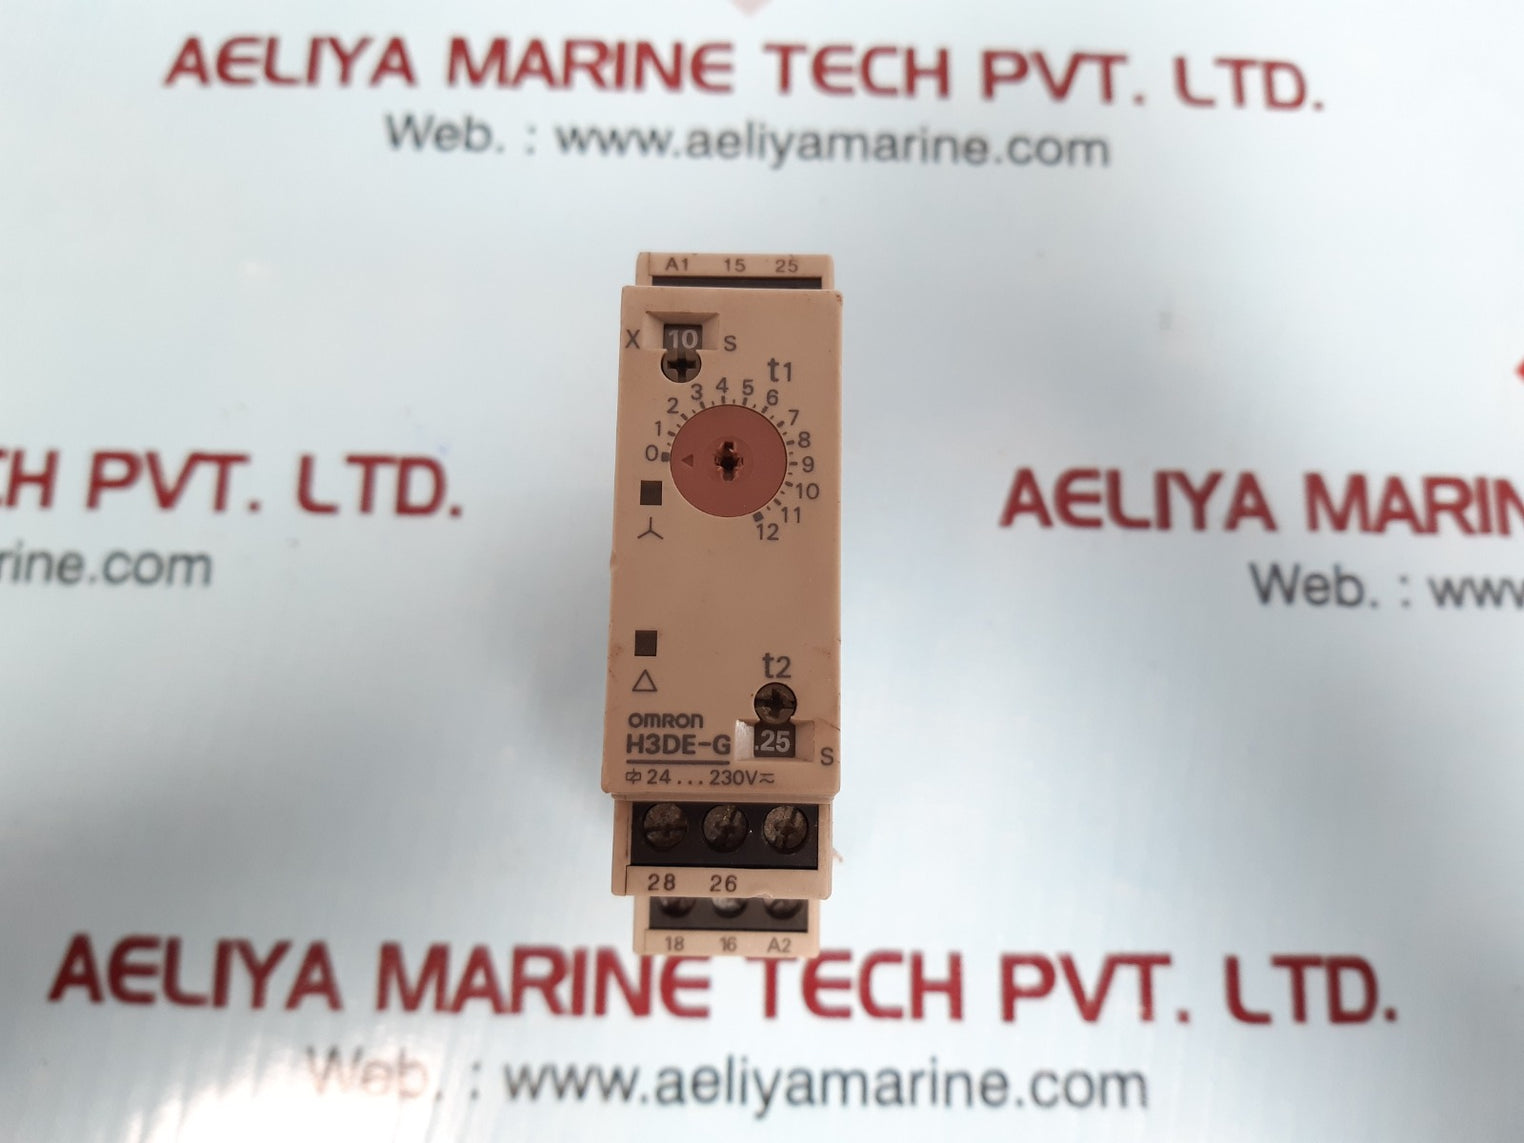 AELIYA MARINE TECH PVT. LTD.
Web. : www.aeliyamarine.com
A1 15 25
X 10 S
t1
0 1 2 3 4 5 6 7 8 9 10 11 12
CH PVT. LTD.
rine.com
AELIYA MARIN
Web. : www
t2
omron
H3DE-G .25 S
24...230V
28 26
18 16 A2
AELIYA MARINE TECH PVT. LTD.
Web. : www.aeliyamarine.com